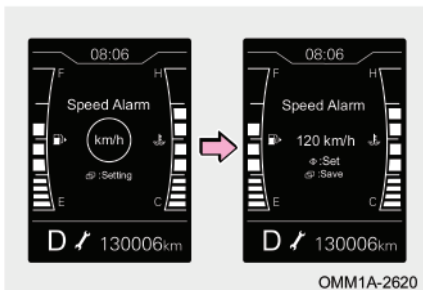 08:06
F H
Speed Alarm
km/h
:Setting
E C
D 130006km
08:06
F H
Speed Alarm
120 km/h
:Set
:Save
E C
D 130006km
OMM1A-2620